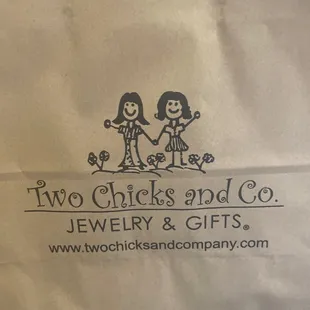 Two Chicks and Co.
JEWELRY & GIFTS®
www.twochicksandcompany.com